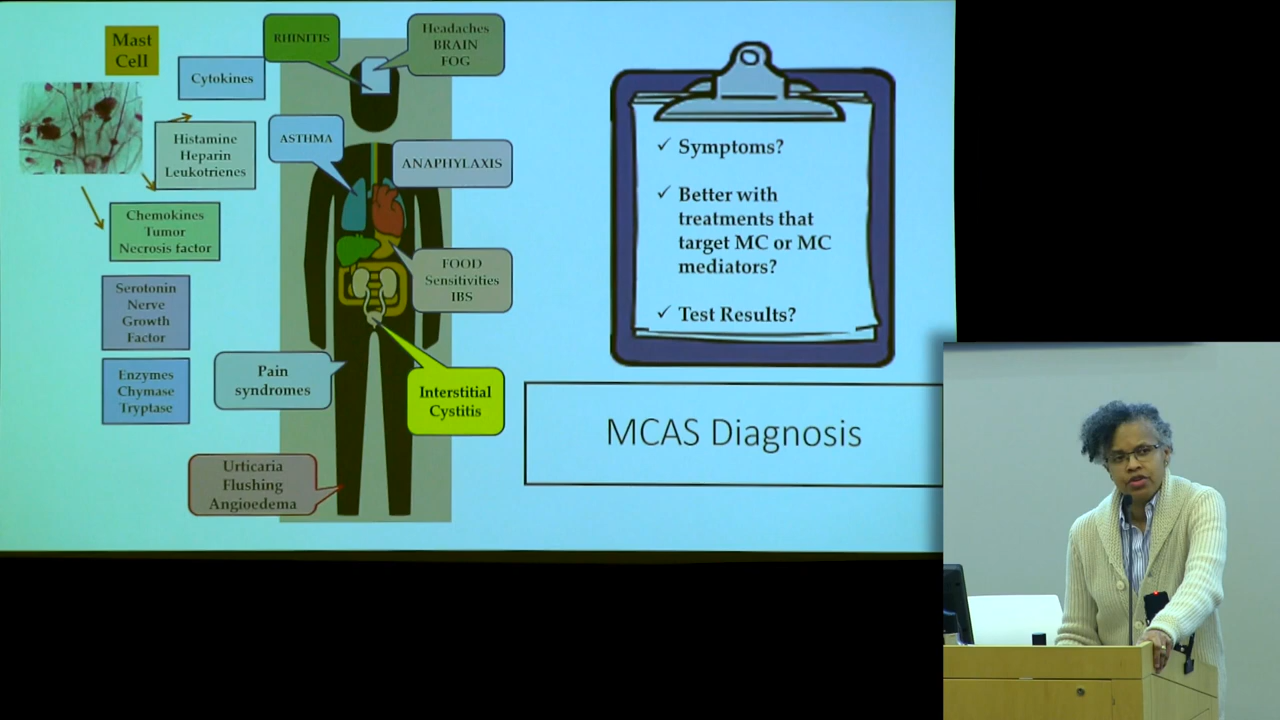 Mast
Cell
Cytokines
Histamine
Heparin
Leukotrienes
Chemokines
Tumor
Necrosis factor
Serotonin
Nerve
Growth
Factor
Enzymes
Chymase
Tryptase
RHINITIS
Headaches
BRAIN
FOG
ASTHMA
ANAPHYLAXIS
FOOD
Sensitivities
IBS
Pain
syndromes
Interstitial
Cystitis
Urticaria
Flushing
Angioedema
✓ Symptoms?
✓ Better with
treatments that
target MC or MC
mediators?
✓ Test Results?
MCAS Diagnosis